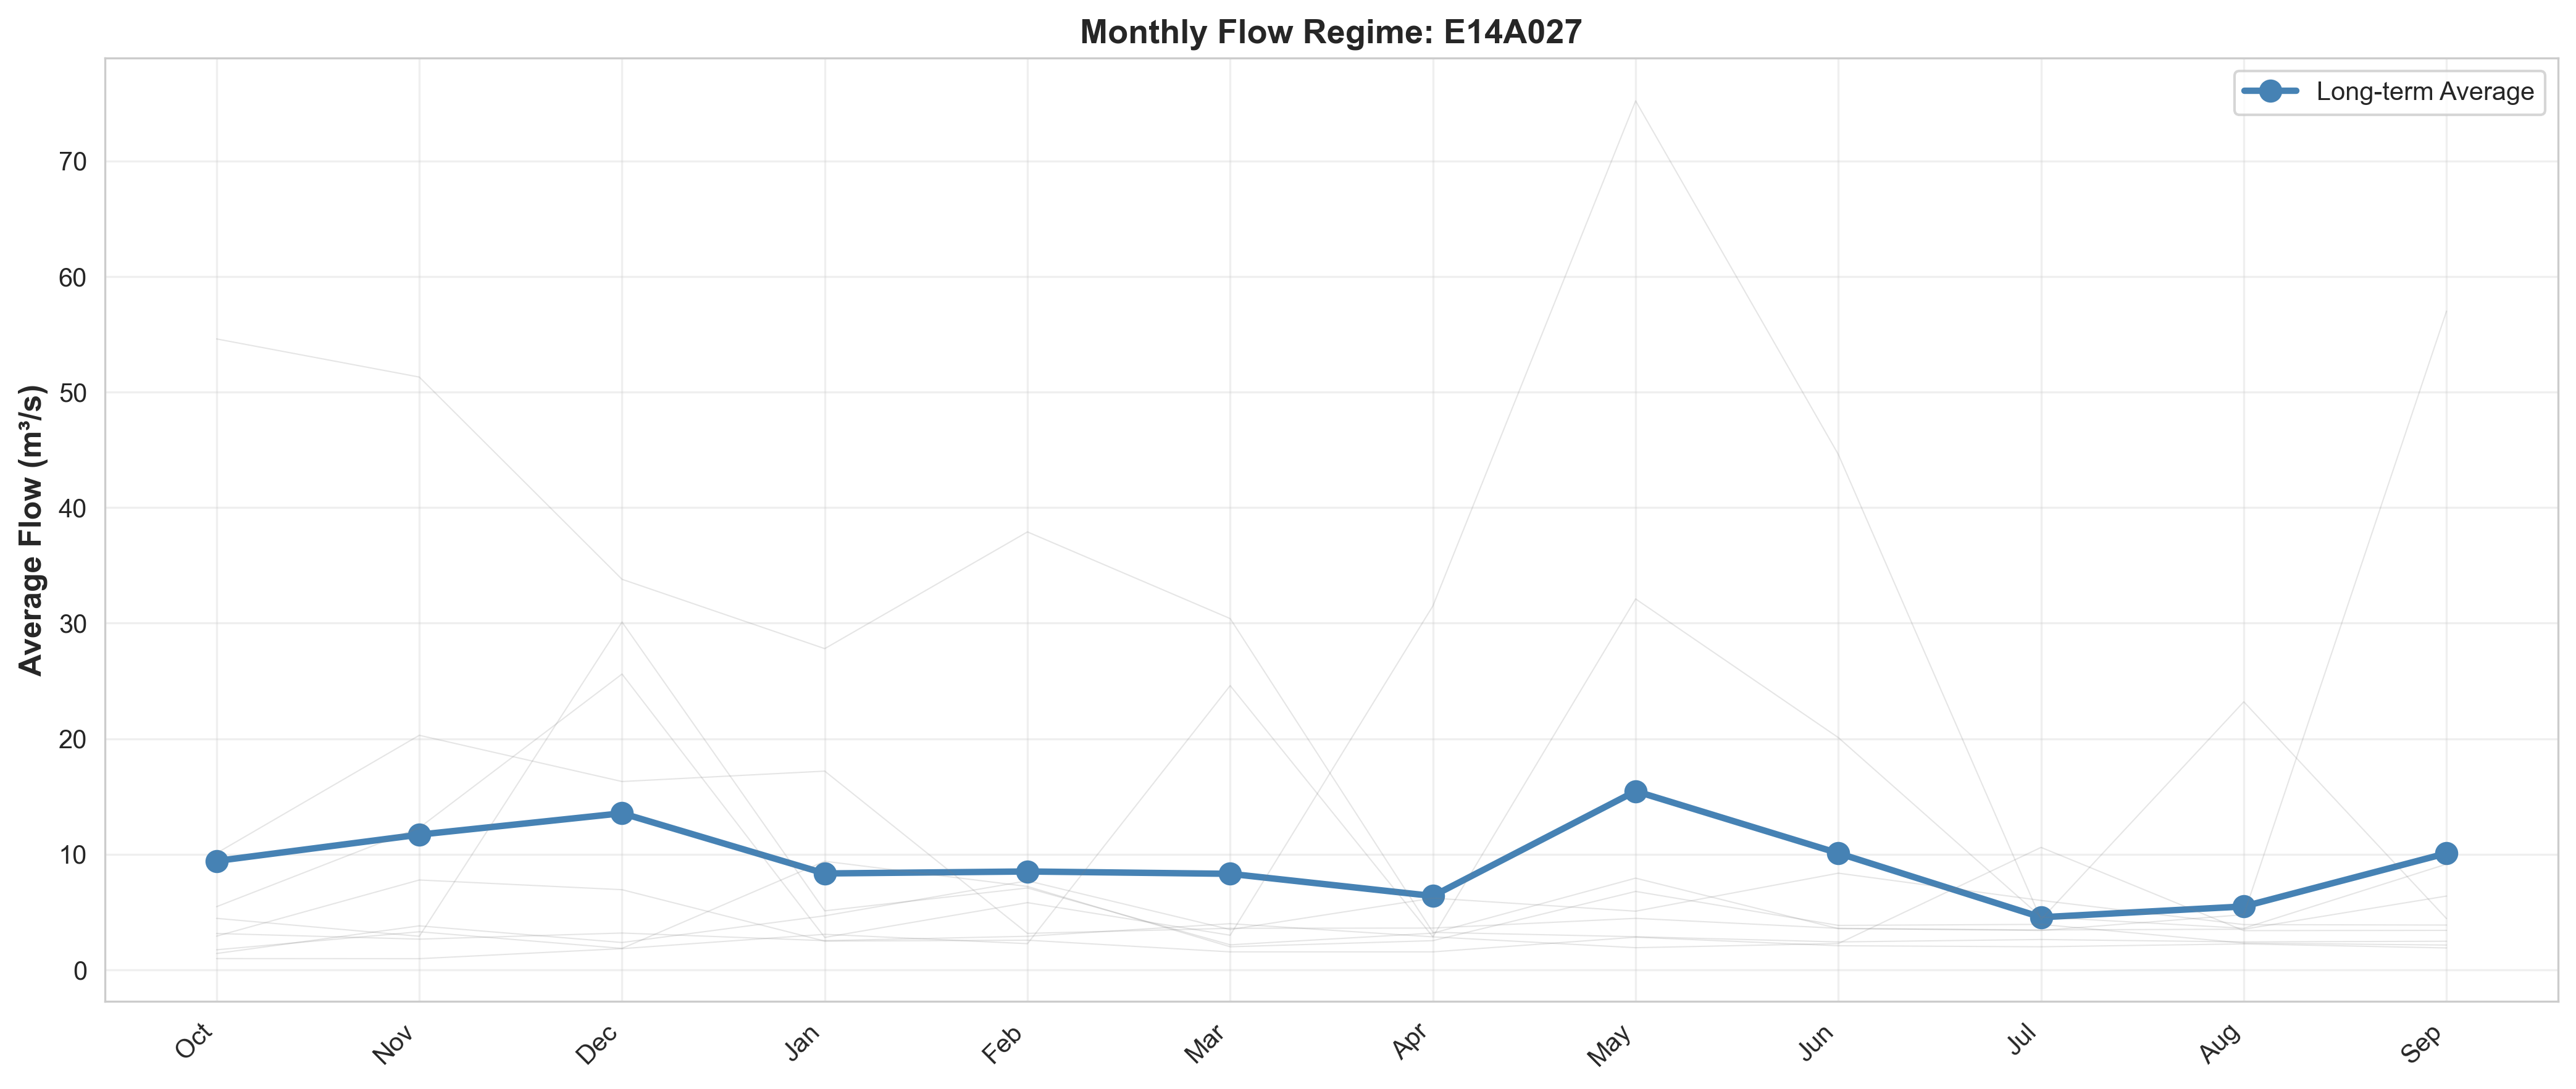 Monthly Flow Regime: E14A027
Long-term Average
Average Flow (m³/s)
70
60
50
40
30
20
10
0
Oct
Nov
Dec
Jan
Feb
Mar
Apr
May
Jun
Jul
Aug
Sep